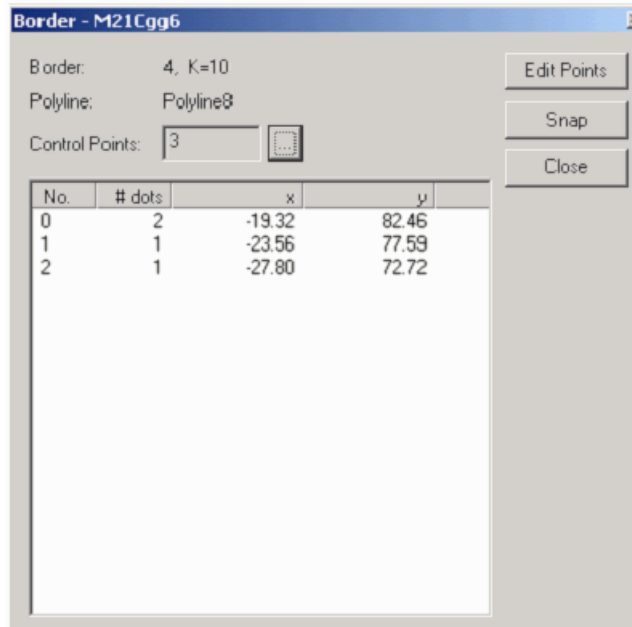 Border - M21Cgg6
Border: 4, K=10
Edit Points
Polyline: Polyline8
Snap
Control Points: 3 ...
Close
No. # dots x y
0 2 -19.32 82.46
1 1 -23.56 77.59
2 1 -27.80 72.72